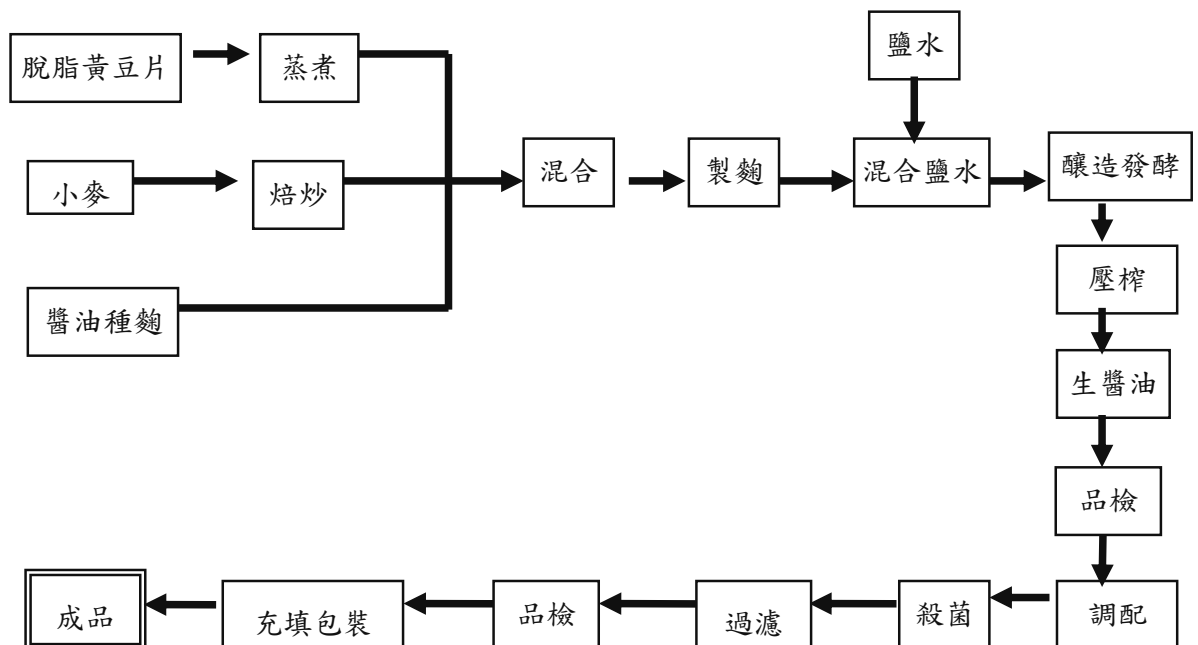 脫脂黃豆片
蒸煮
鹽水
小麥
焙炒
混合
製麴
混合鹽水
釀造發酵
醬油種麴
壓榨
生醬油
品檢
調配
殺菌
過濾
品檢
充填包裝
成品